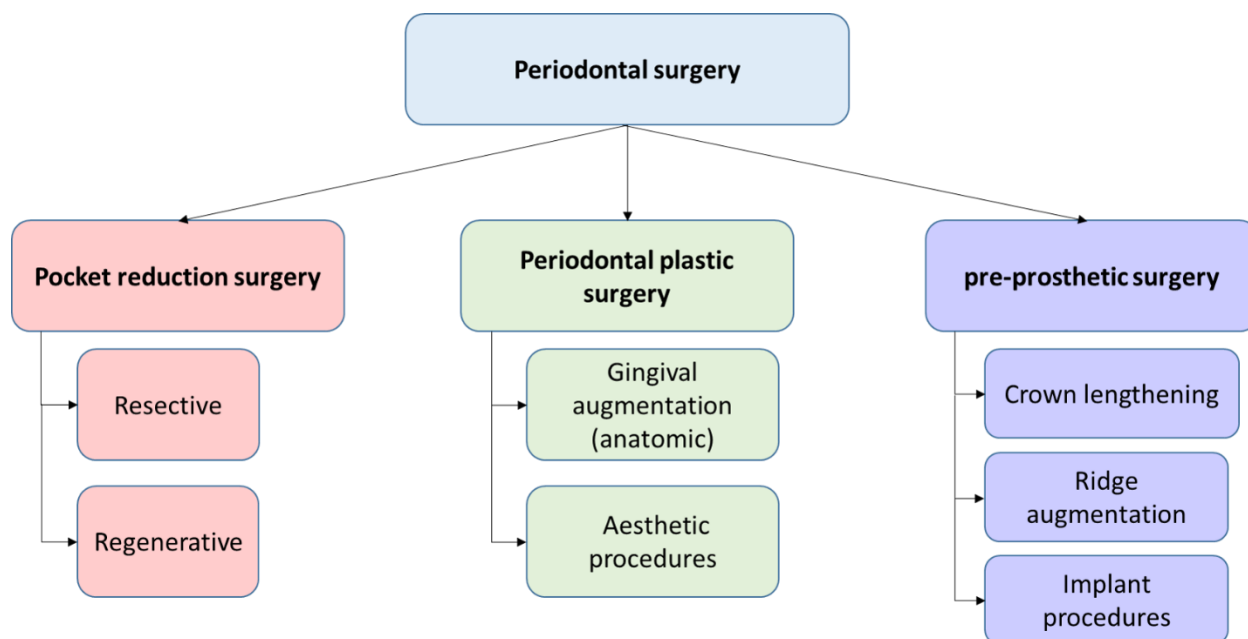 Periodontal surgery
Pocket reduction surgery
Resective
Regenerative
Periodontal plastic
surgery
Gingival
augmentation
(anatomic)
Aesthetic
procedures
pre-prosthetic surgery
Crown lengthening
Ridge
augmentation
Implant
procedures